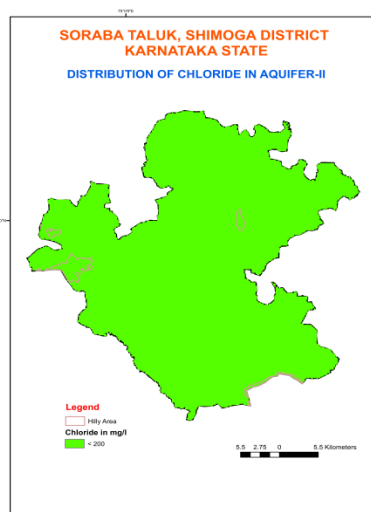 SORABA TALUK, SHIMOGA DISTRICT
KARNATAKA STATE
DISTRIBUTION OF CHLORIDE IN AQUIFER-II
Legend
Hilly Area
Chloride in mg/l
< 200
5.5 2.75 0 5.5 Kilometers